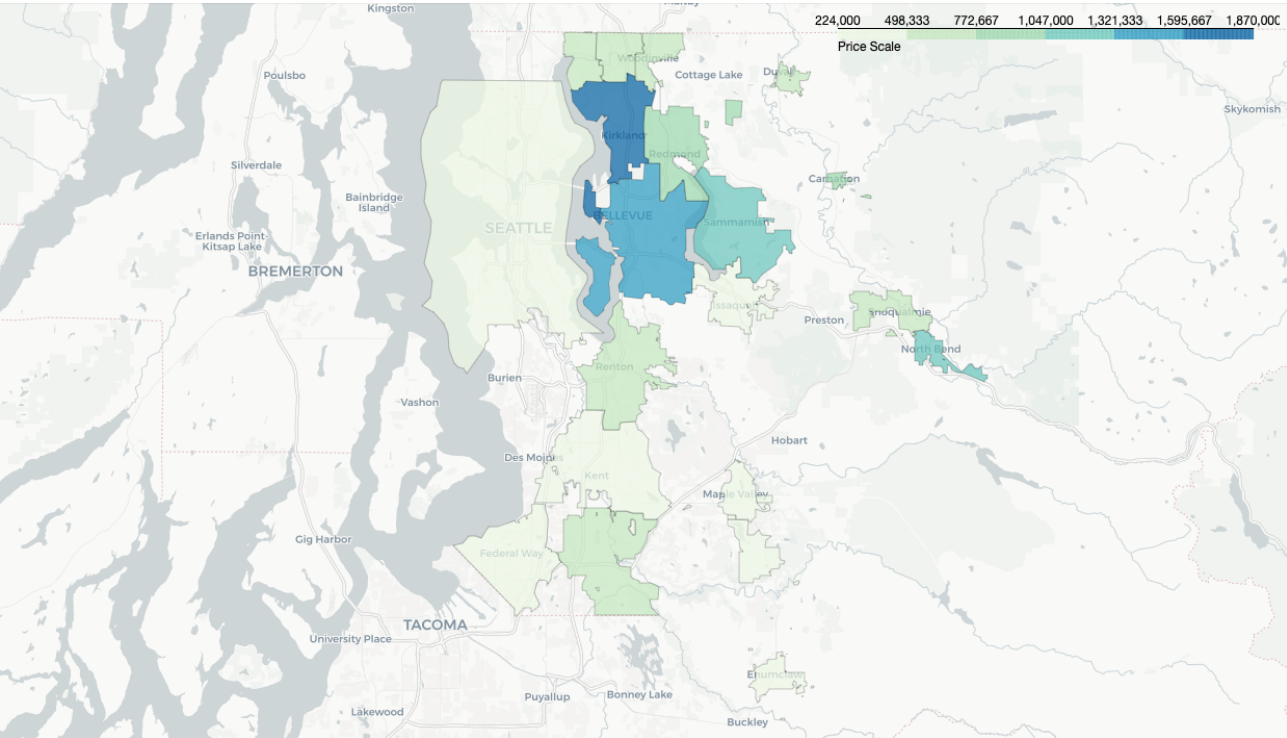 Kingston
Maltby
224,000 498,333 772,667 1,047,000 1,321,333 1,595,667 1,870,000
Price Scale
Woodinville
Poulsbo
Cottage Lake
Duvall
Skykomish
Kirkland
Redmond
Silverdale
Carnation
Bainbridge
Island
BELLEVUE
Sammamish
SEATTLE
Erlands Point-
Kitsap Lake
BREMERTON
Issaquah
Snoqualmie
Preston
North Bend
Renton
Burien
Vashon
Hobart
Des Moines
Kent
Maple Valley
Gig Harbor
Federal Way
TACOMA
University Place
Enumclaw
Puyallup
Bonney Lake
Lakewood
Buckley